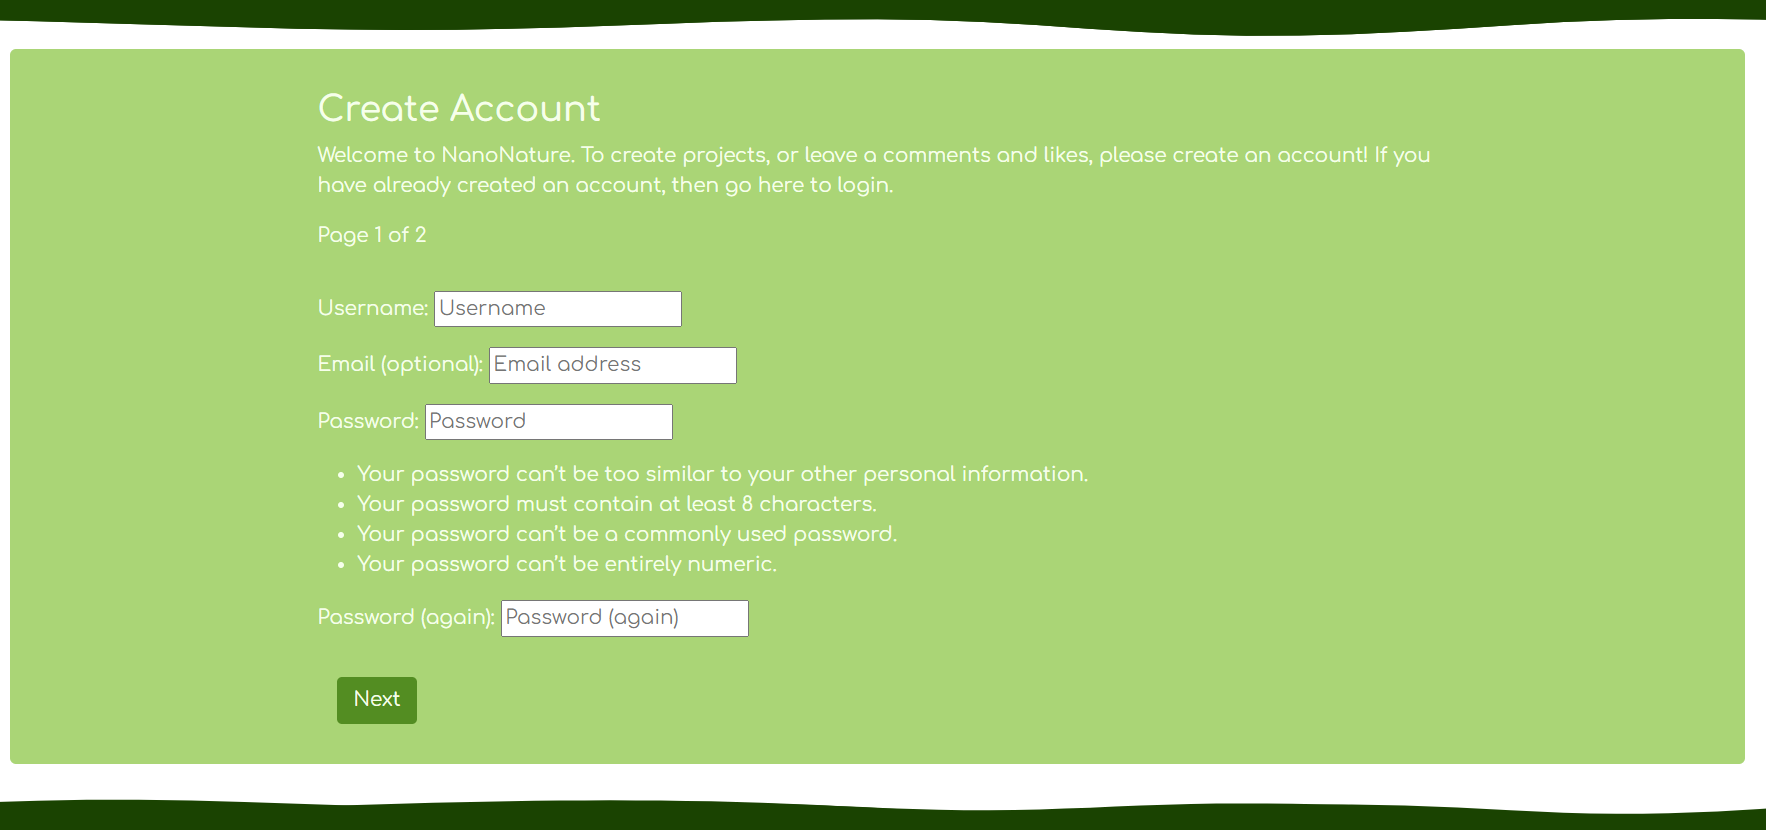 Create Account
Welcome to NanoNature. To create projects, or leave a comments and likes, please create an account! If you
have already created an account, then go here to login.
Page 1 of 2
Username: Username
Email (optional): Email address
Password: Password
• Your password can't be too similar to your other personal information.
• Your password must contain at least 8 characters.
• Your password can't be a commonly used password.
• Your password can't be entirely numeric.
Password (again): Password (again)
Next